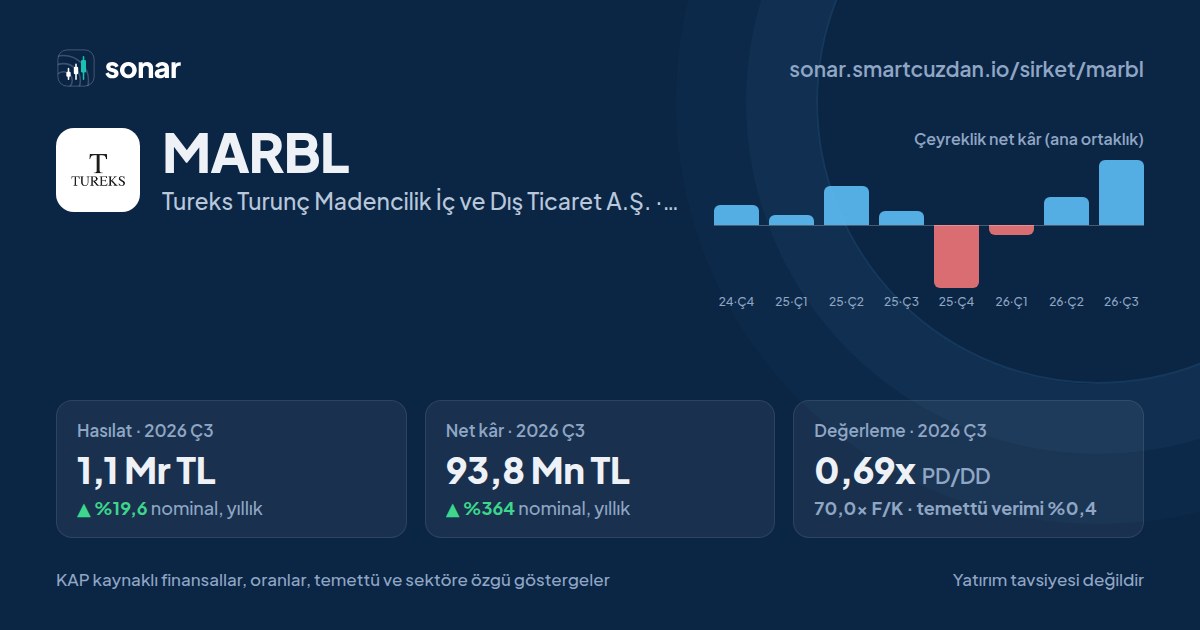 sonar
sonar.smartcuzdan.io/sirket/marbl
T
TUREKS
MARBL
Tureks Turunç Madencilik İç ve Dış Ticaret A.Ş. ·...
Çeyreklik net kâr (ana ortaklık)
24·Ç4 25·Ç1 25·Ç2 25·Ç3 25·Ç4 26·Ç1 26·Ç2 26·Ç3
Hasılat · 2026 Ç3
1,1 Mr TL
▲ %19,6 nominal, yıllık
Net kâr · 2026 Ç3
93,8 Mn TL
▲ %364 nominal, yıllık
Değerleme · 2026 Ç3
0,69x PD/DD
70,0× F/K · temettü verimi %0,4
KAP kaynaklı finansallar, oranlar, temettü ve sektöre özgü göstergeler
Yatırım tavsiyesi değildir